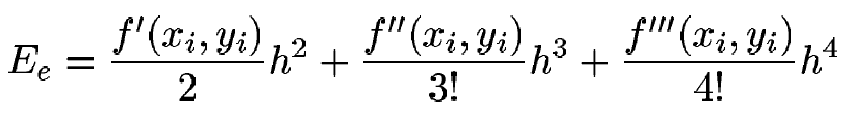 $E_e = \frac{f'(x_i, y_i)}{2}h^2 + \frac{f''(x_i, y_i)}{3!}h^3 + \frac{f'''(x_i, y_i)}{4!}h^4$